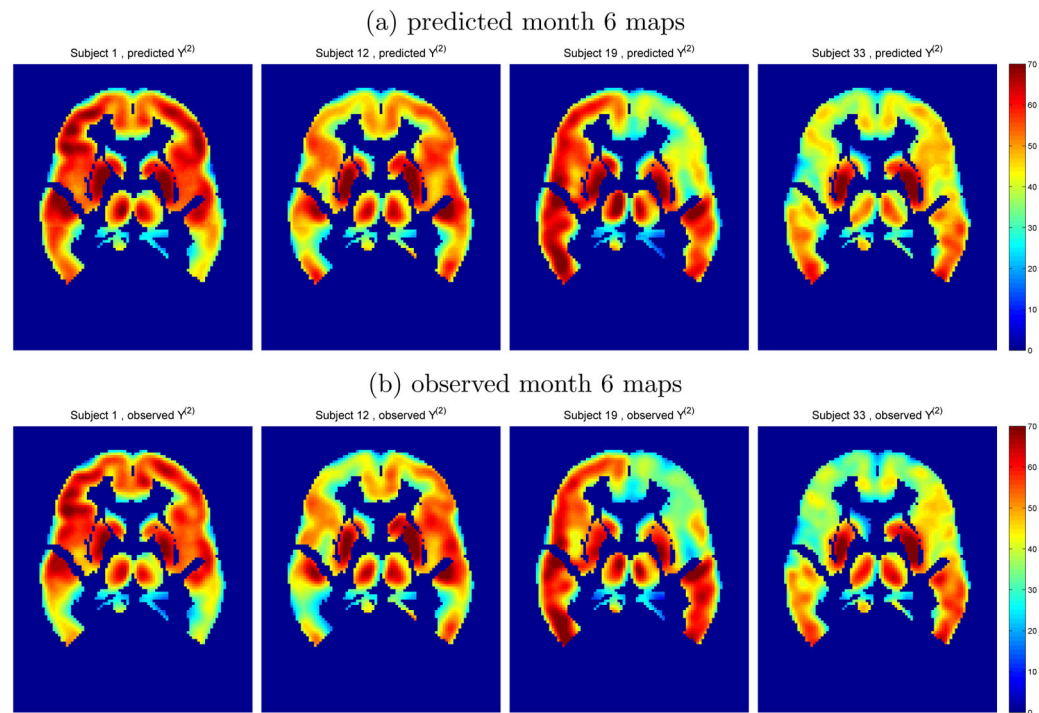 (a) predicted month 6 maps
Subject 1 , predicted Y(2)
Subject 12 , predicted Y(2)
Subject 19 , predicted Y(2)
Subject 33 , predicted Y(2)
70
60
50
40
30
20
10
0
(b) observed month 6 maps
Subject 1 , observed Y(2)
Subject 12 , observed Y(2)
Subject 19 , observed Y(2)
Subject 33 , observed Y(2)
70
60
50
40
30
20
10
0